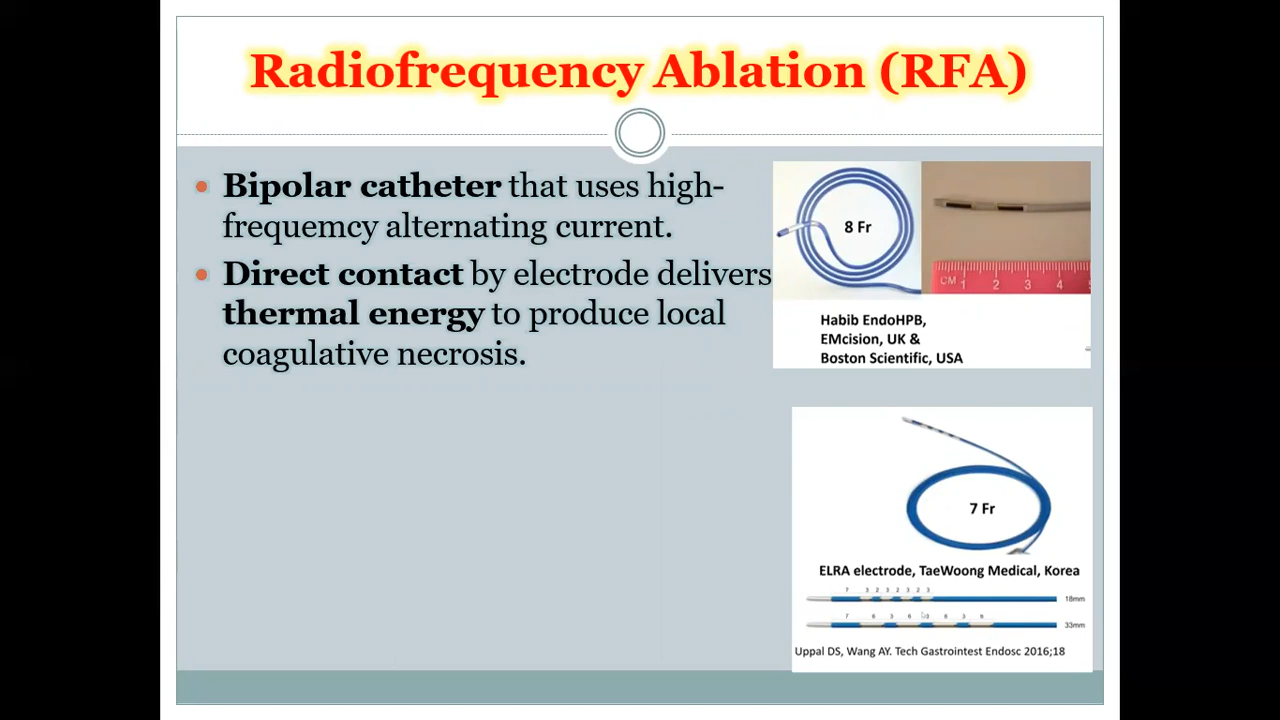 Radiofrequency Ablation (RFA)
Bipolar catheter that uses high-
frequemcy alternating current.
Direct contact by electrode delivers
thermal energy to produce local
coagulative necrosis.
8 Fr
CM 1 2 3 4 5
Habib EndoHPB,
EMcision, UK &
Boston Scientific, USA
7 Fr
ELRA electrode, TaeWoong Medical, Korea
7 3 2 3 2 3 2 3
18mm
7 6 3 6 3 6 3 6
33mm
Uppal DS, Wang AY. Tech Gastrointest Endosc 2016;18